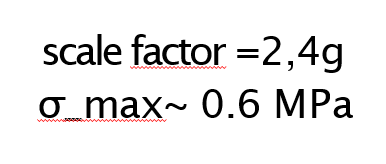 scale factor =2,4g
σ_max~ 0.6 MPa